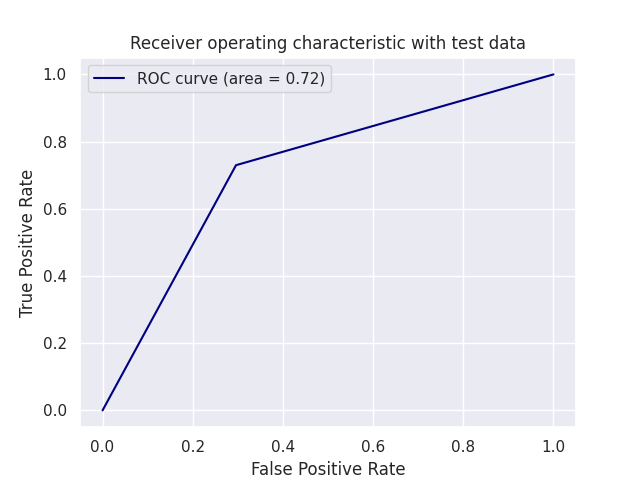 Receiver operating characteristic with test data
ROC curve (area = 0.72)
1.0
0.8
0.6
0.4
0.2
0.0
True Positive Rate
0.0 0.2 0.4 0.6 0.8 1.0
False Positive Rate